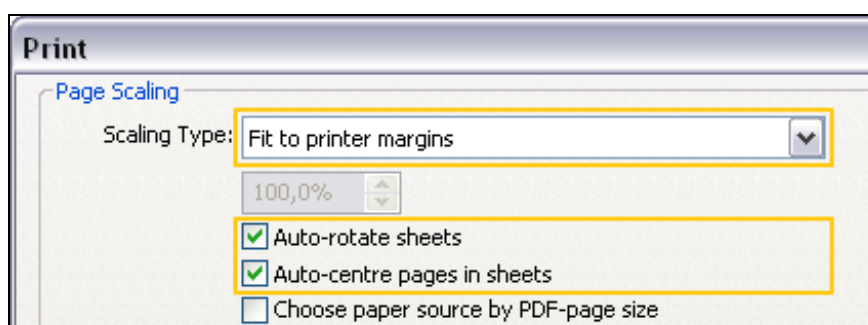 Print
Page Scaling
Scaling Type: Fit to printer margins
100,0%
Auto-rotate sheets
Auto-centre pages in sheets
Choose paper source by PDF-page size